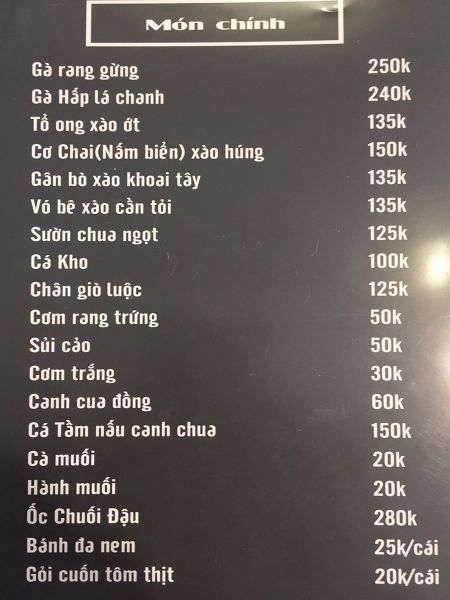 Món chính
Gà rang gừng 250k
Gà Hấp lá chanh 240k
Tổ ong xào ớt 135k
Cơ Chai(Nấm biển) xào húng 150k
Gân bò xào khoai tây 135k
Vó bê xào cần tỏi 135k
Sườn chua ngọt 125k
Cá Kho 100k
Chân giò luộc 125k
Cơm rang trứng 50k
Sủi cảo 50k
Cơm trắng 30k
Canh cua đồng 60k
Cá Tầm nấu canh chua 150k
Cà muối 20k
Hành muối 20k
Ốc Chuối Đậu 280k
Bánh đa nem 25k/cái
Gỏi cuốn tôm thịt 20k/cái